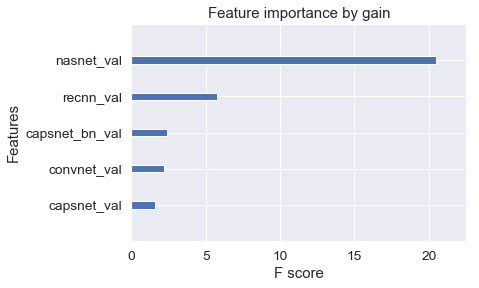 Feature importance by gain
Features
nasnet_val
recnn_val
capsnet_bn_val
convnet_val
capsnet_val
0 5 10 15 20
F score